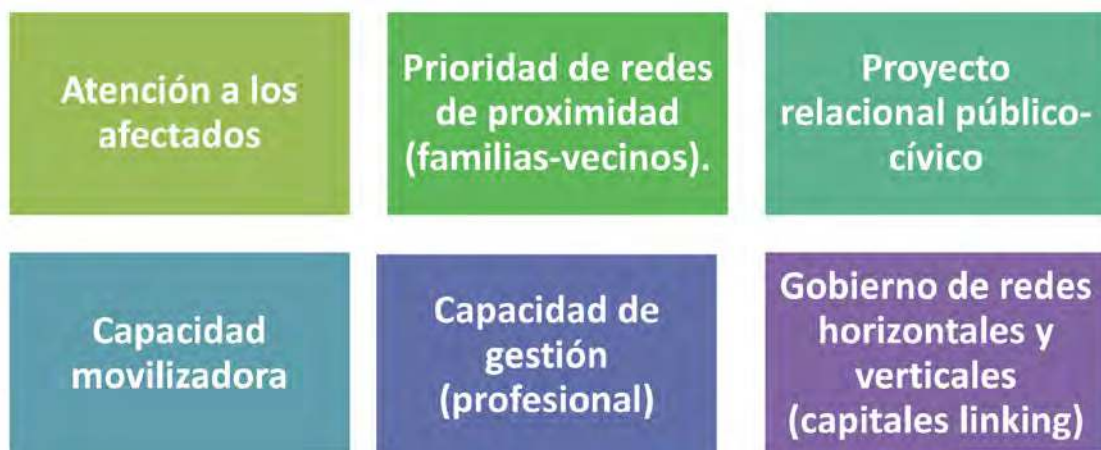 Atención a los
afectados
Prioridad de redes
de proximidad
(familias-vecinos).
Proyecto
relacional público-
cívico
Capacidad
movilizadora
Capacidad de
gestión
(profesional)
Gobierno de redes
horizontales y
verticales
(capitales linking)